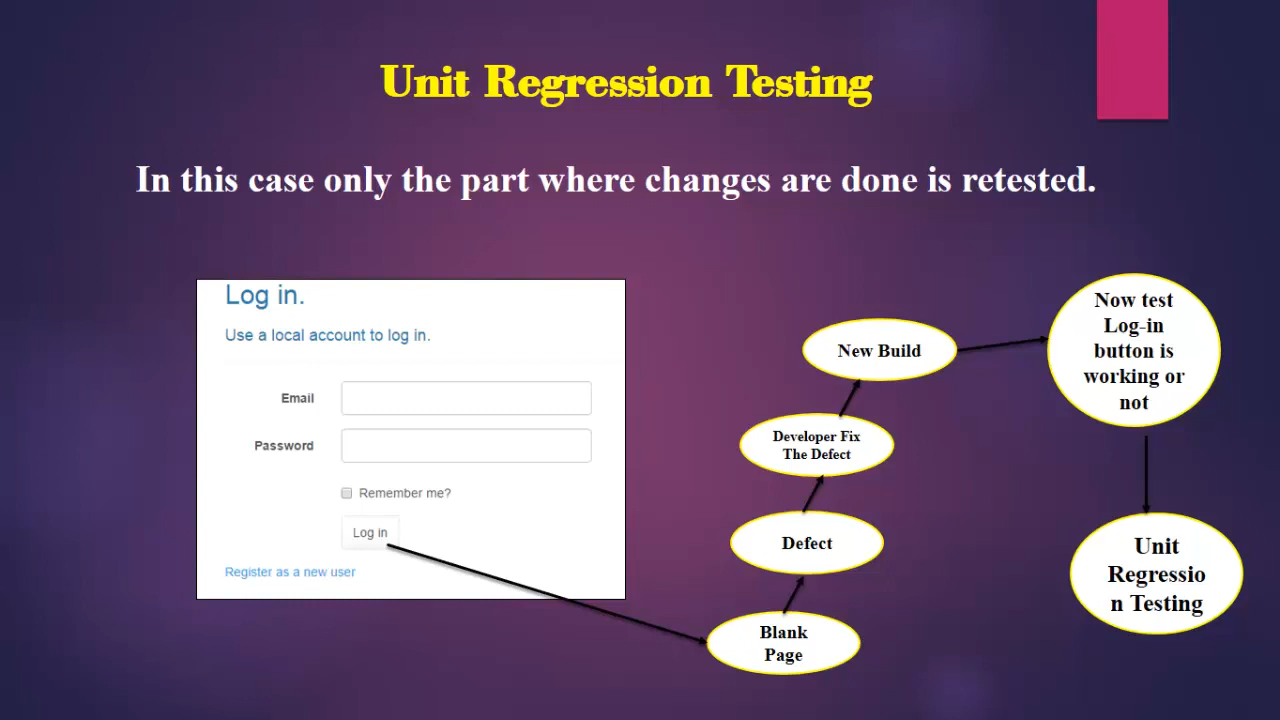 Unit Regression Testing
In this case only the part where changes are done is retested.
Log in.
Use a local account to log in.
Email
Password
Remember me?
Log in
Register as a new user
Blank
Page
Defect
Developer Fix
The Defect
New Build
Now test
Log-in
button is
working or
not
Unit
Regressio
n Testing